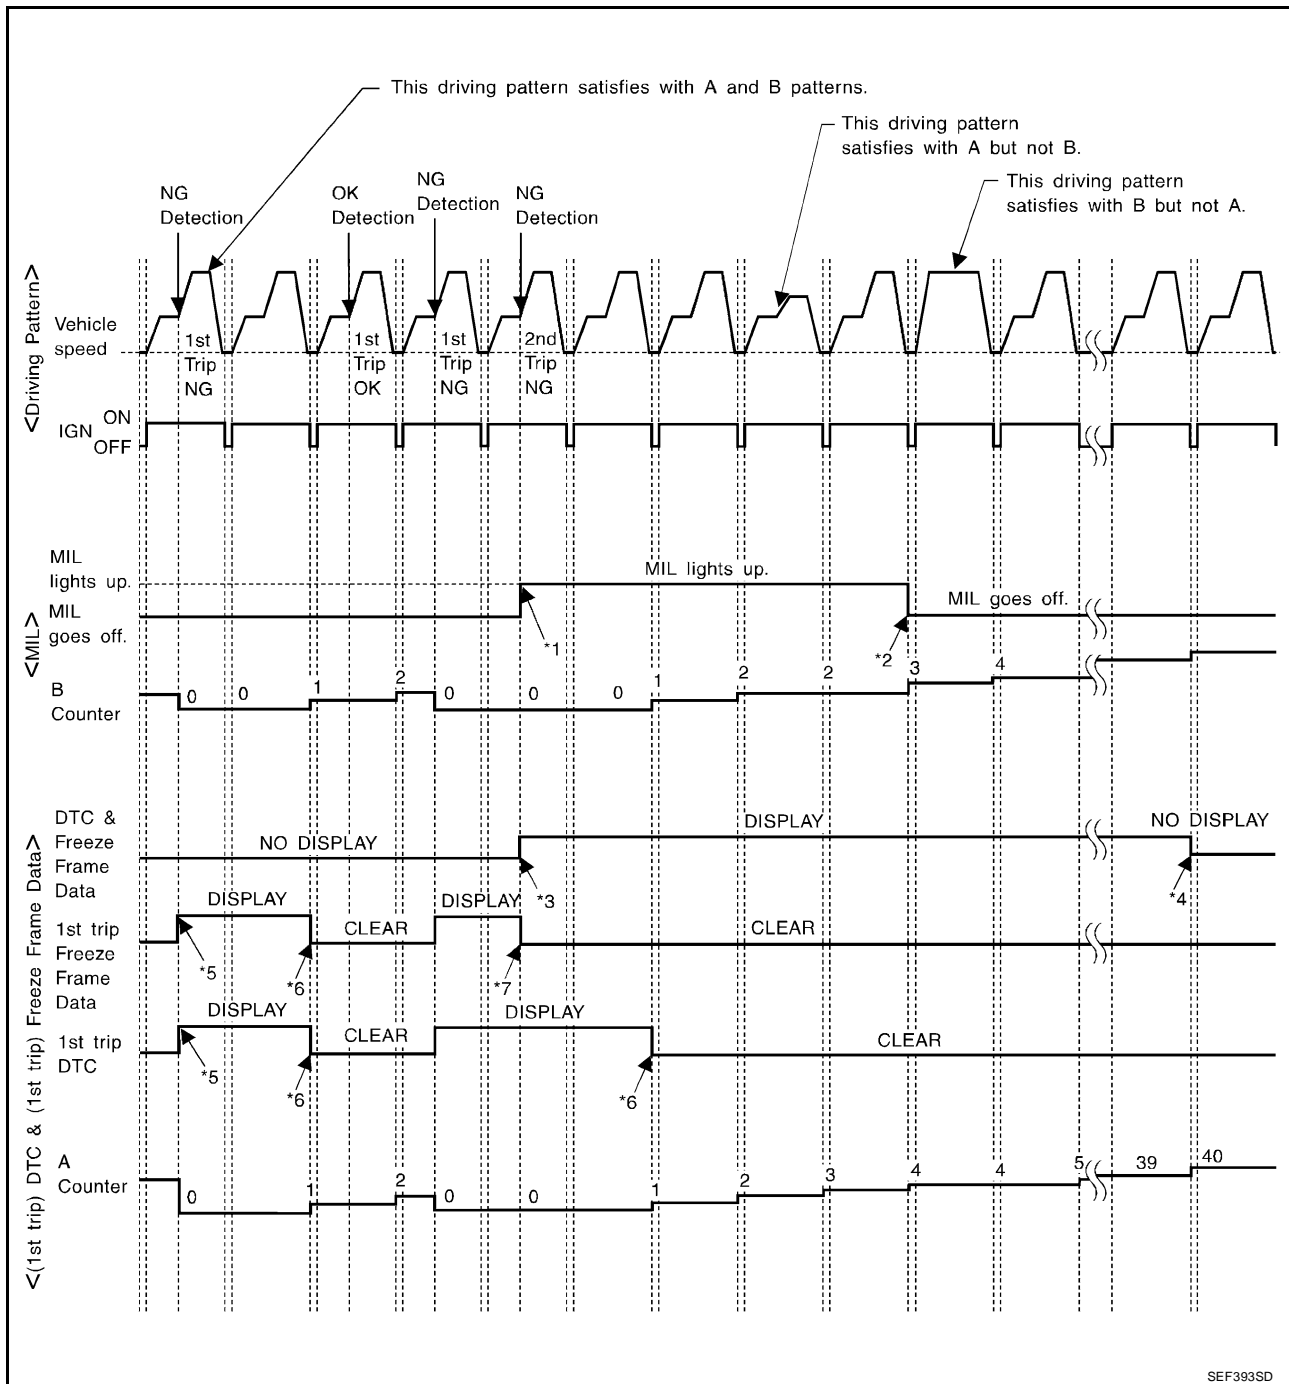 This driving pattern satisfies with A and B patterns.
This driving pattern
satisfies with A but not B.
This driving pattern
satisfies with B but not A.
NG
Detection
OK
Detection
NG
Detection
NG
Detection
<Driving Pattern>
Vehicle
speed
1st
Trip
NG
1st
Trip
OK
1st
Trip
NG
2nd
Trip
NG
IGN
ON
OFF
<MIL>
MIL
lights up.
MIL
goes off.
MIL lights up.
MIL goes off.
*1
*2
B
Counter
0 0 1 2 0 0 0 1 2 2 3 4
<(1st trip) DTC & (1st trip) Freeze Frame Data>
DTC &
Freeze
Frame
Data
NO DISPLAY
DISPLAY
NO DISPLAY
*3
*4
1st trip
Freeze
Frame
Data
DISPLAY
CLEAR
DISPLAY
CLEAR
*5
*6
*7
1st trip
DTC
DISPLAY
CLEAR
DISPLAY
CLEAR
*5
*6
*6
A
Counter
0 1 2 0 0 1 2 3 4 4 5 39 40
SEF393SD